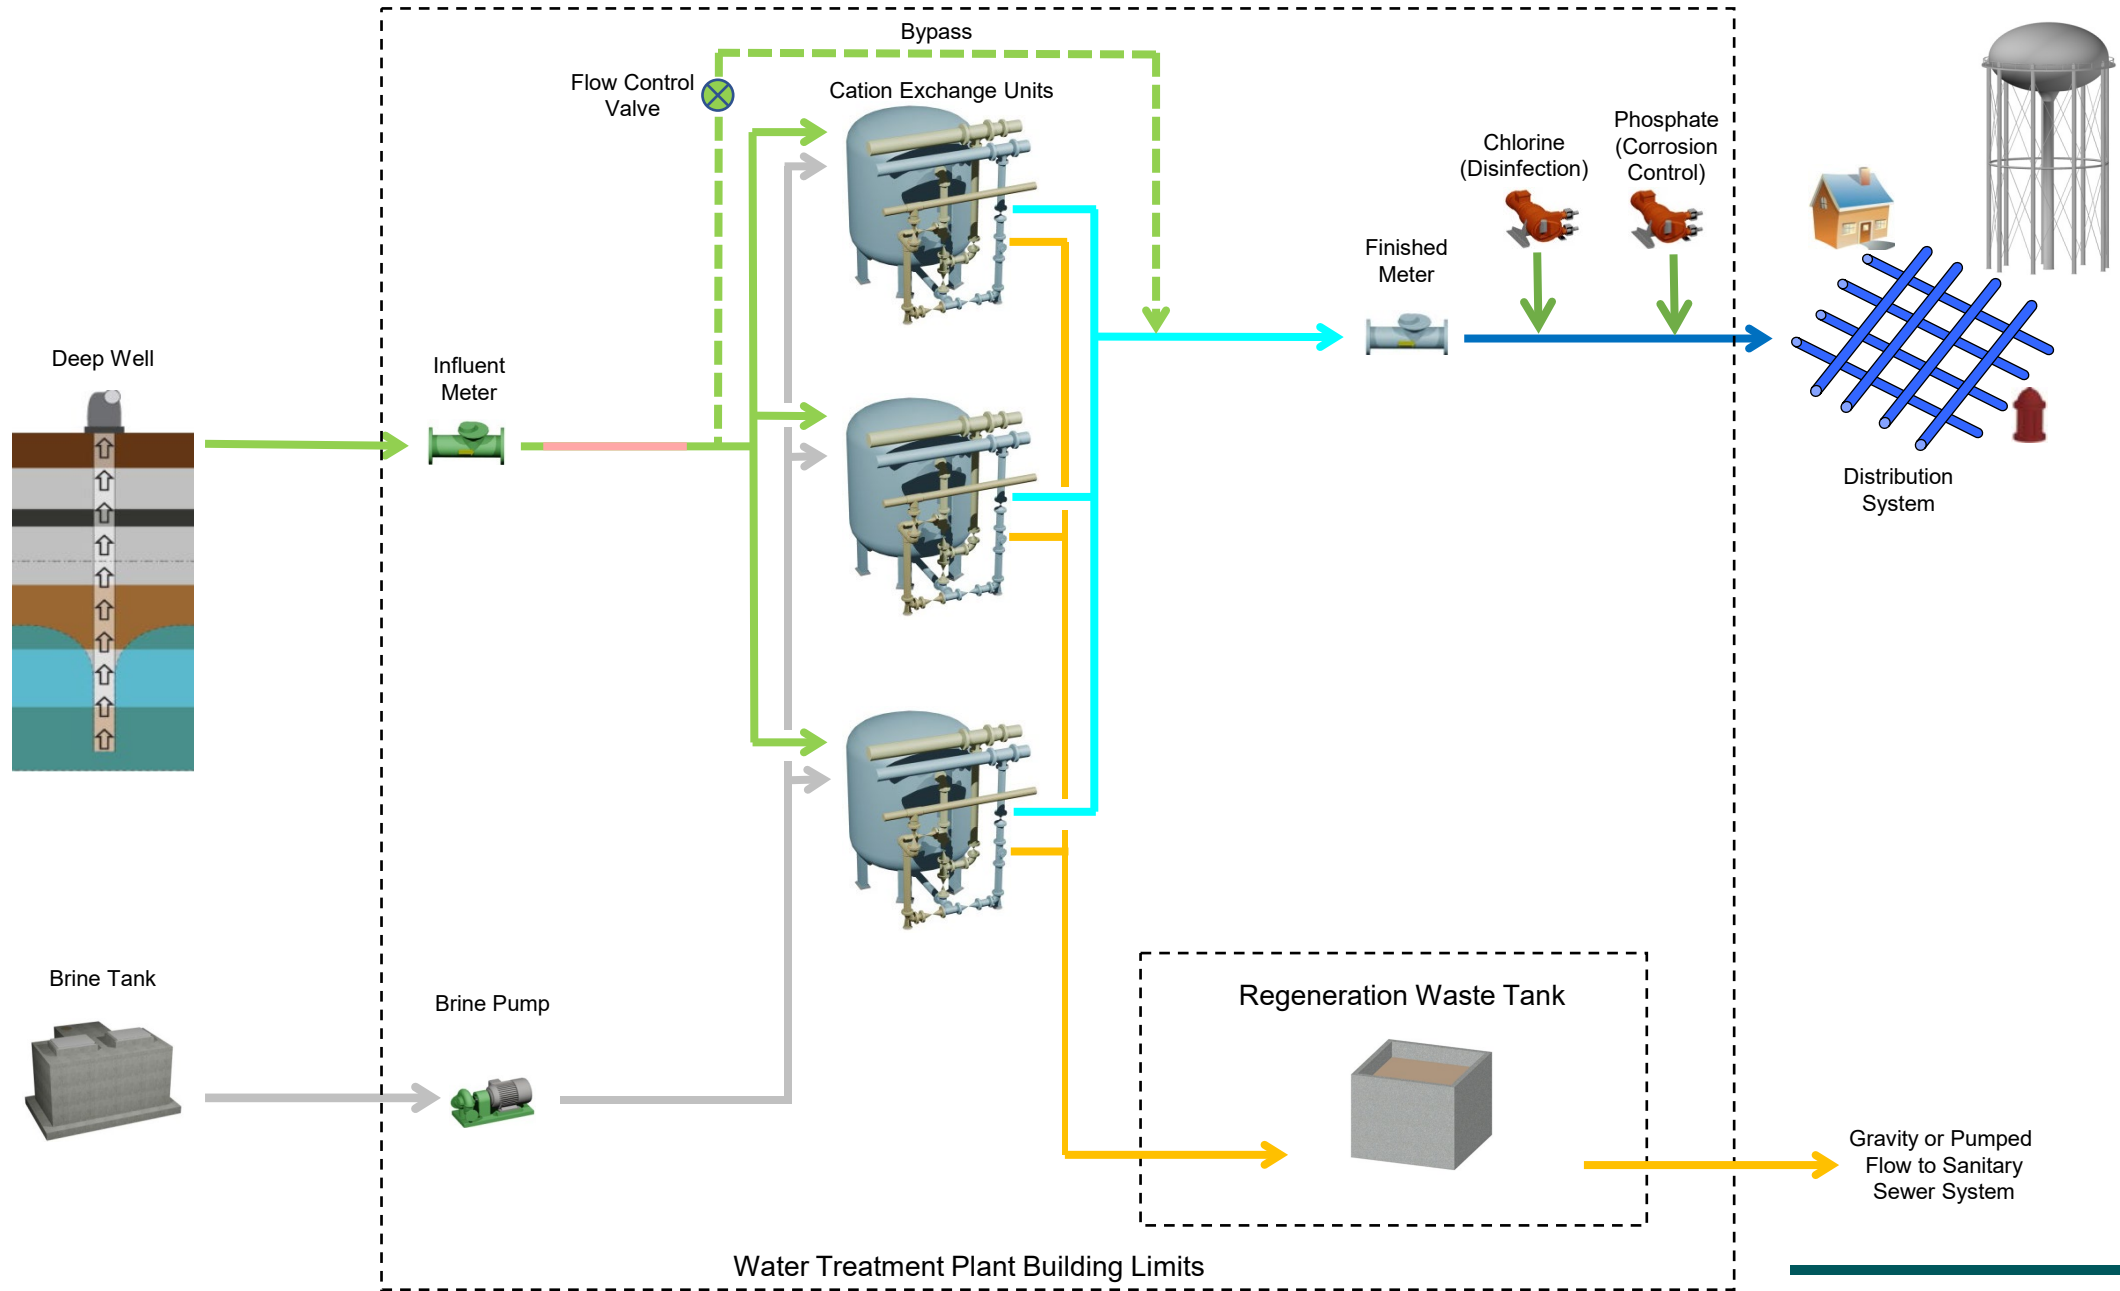 Bypass
Flow Control
Valve
Cation Exchange Units
Chlorine
(Disinfection)
Phosphate
(Corrosion
Control)
Finished
Meter
Deep Well
Influent
Meter
Distribution
System
Brine Tank
Brine Pump
Regeneration Waste Tank
Gravity or Pumped
Flow to Sanitary
Sewer System
Water Treatment Plant Building Limits